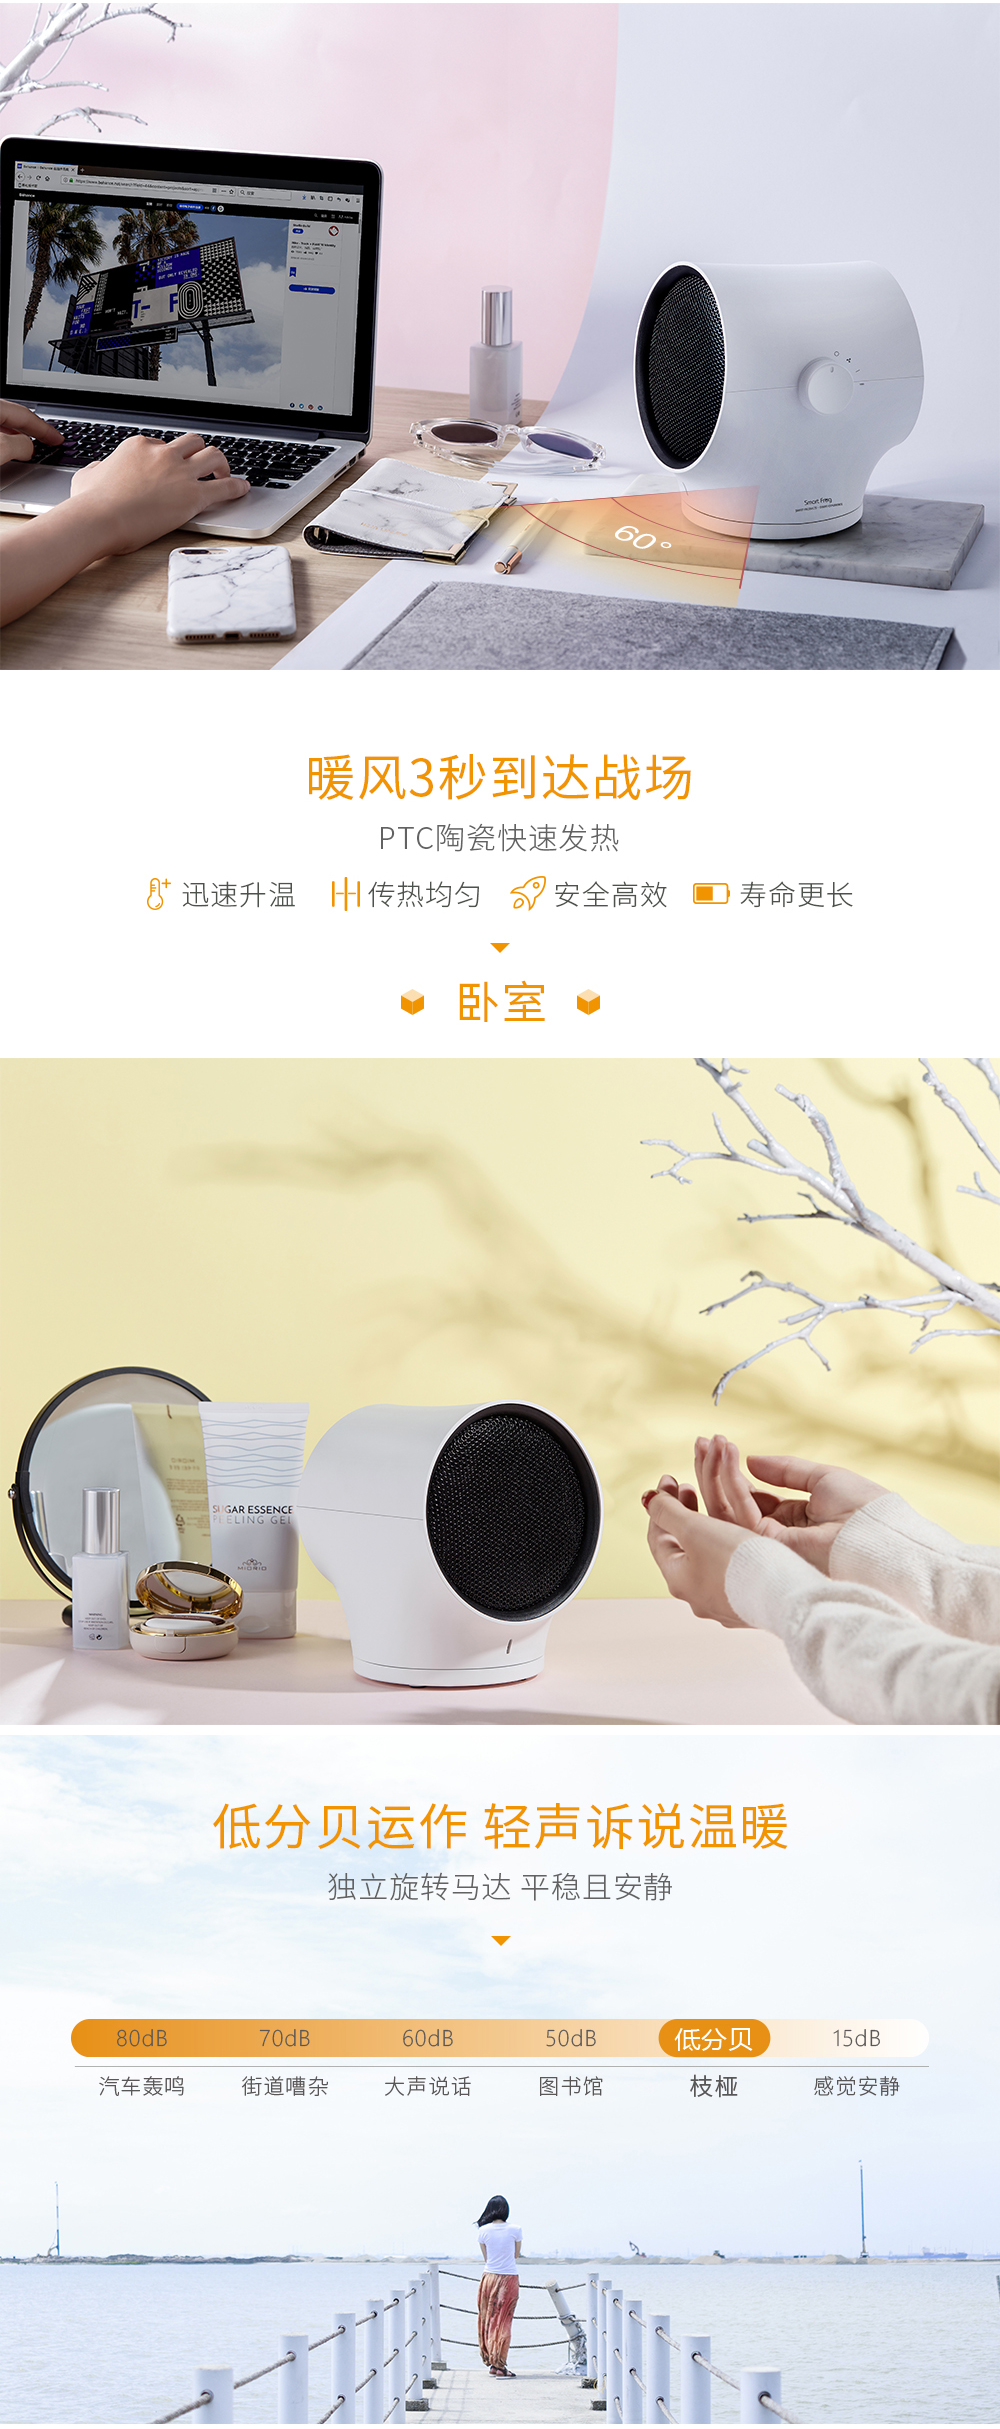 Smart Frog
60°
暖风3秒到达战场
PTC陶瓷快速发热
迅速升温 传热均匀 安全高效 寿命更长
卧室
SUGAR ESSENCE
PEELING GEL
MIORIO
低分贝运作 轻声诉说温暖
独立旋转马达 平稳且安静
80dB 70dB 60dB 50dB 低分贝 15dB
汽车轰鸣 街道嘈杂 大声说话 图书馆 枝桠 感觉安静